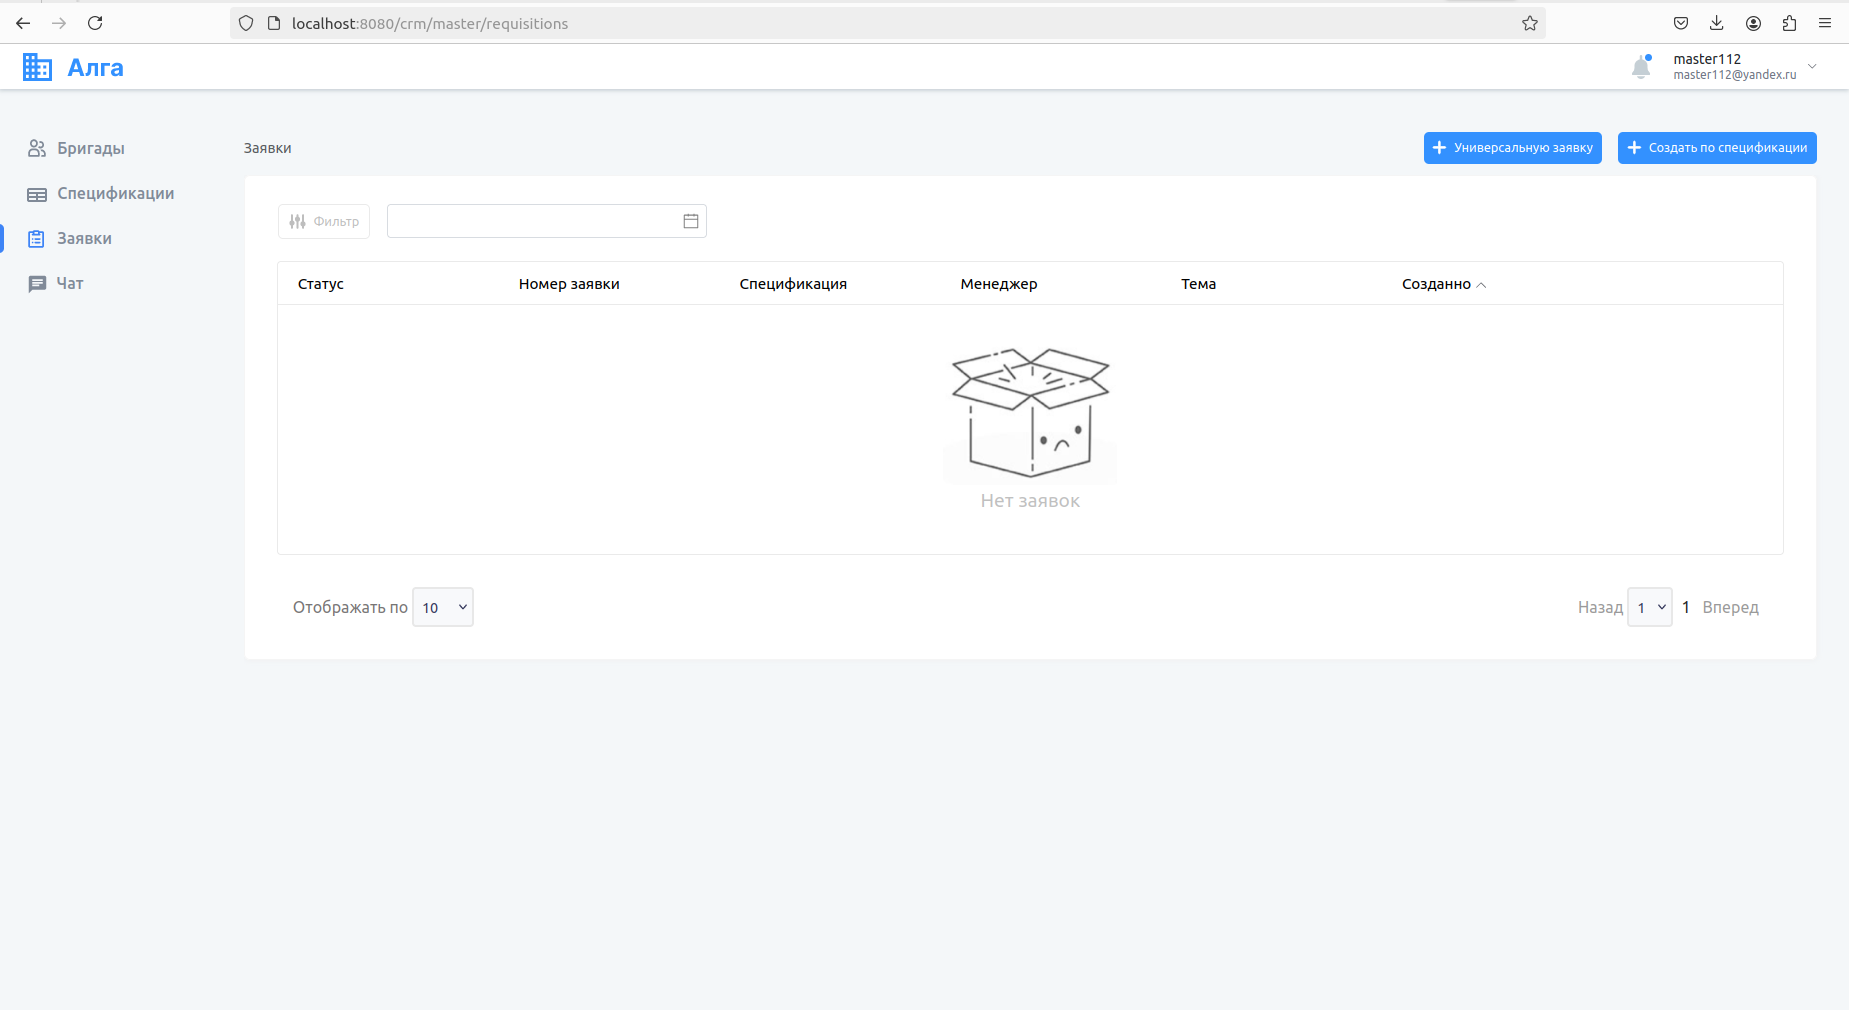 localhost:8080/crm/master/requisitions
Алга
master112
master112@yandex.ru
Бригады
Спецификации
Заявки
Чат
Заявки
Универсальную заявку
Создать по спецификации
Фильтр
Статус Номер заявки Спецификация Менеджер Тема Созданно
Нет заявок
Отображать по 10
Назад 1 1 Вперед